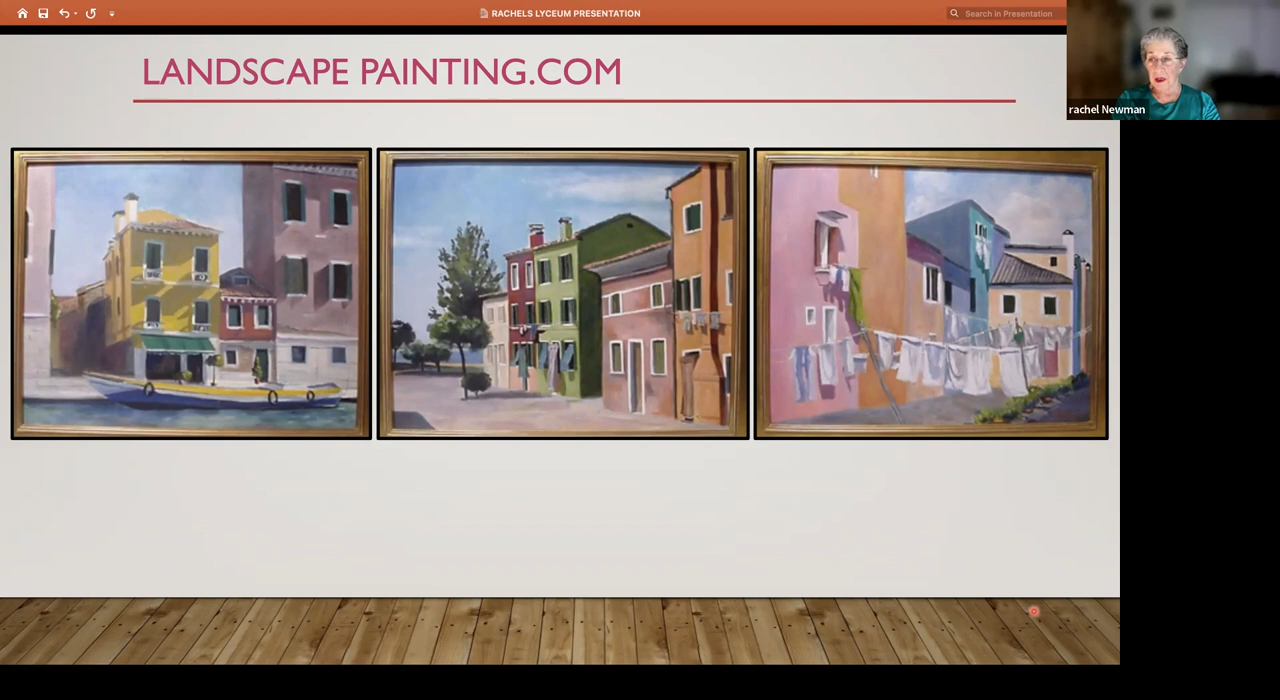 RACHELS LYCEUM PRESENTATION
Search in Presentation
LANDSCAPE PAINTING.COM
rachel Newman